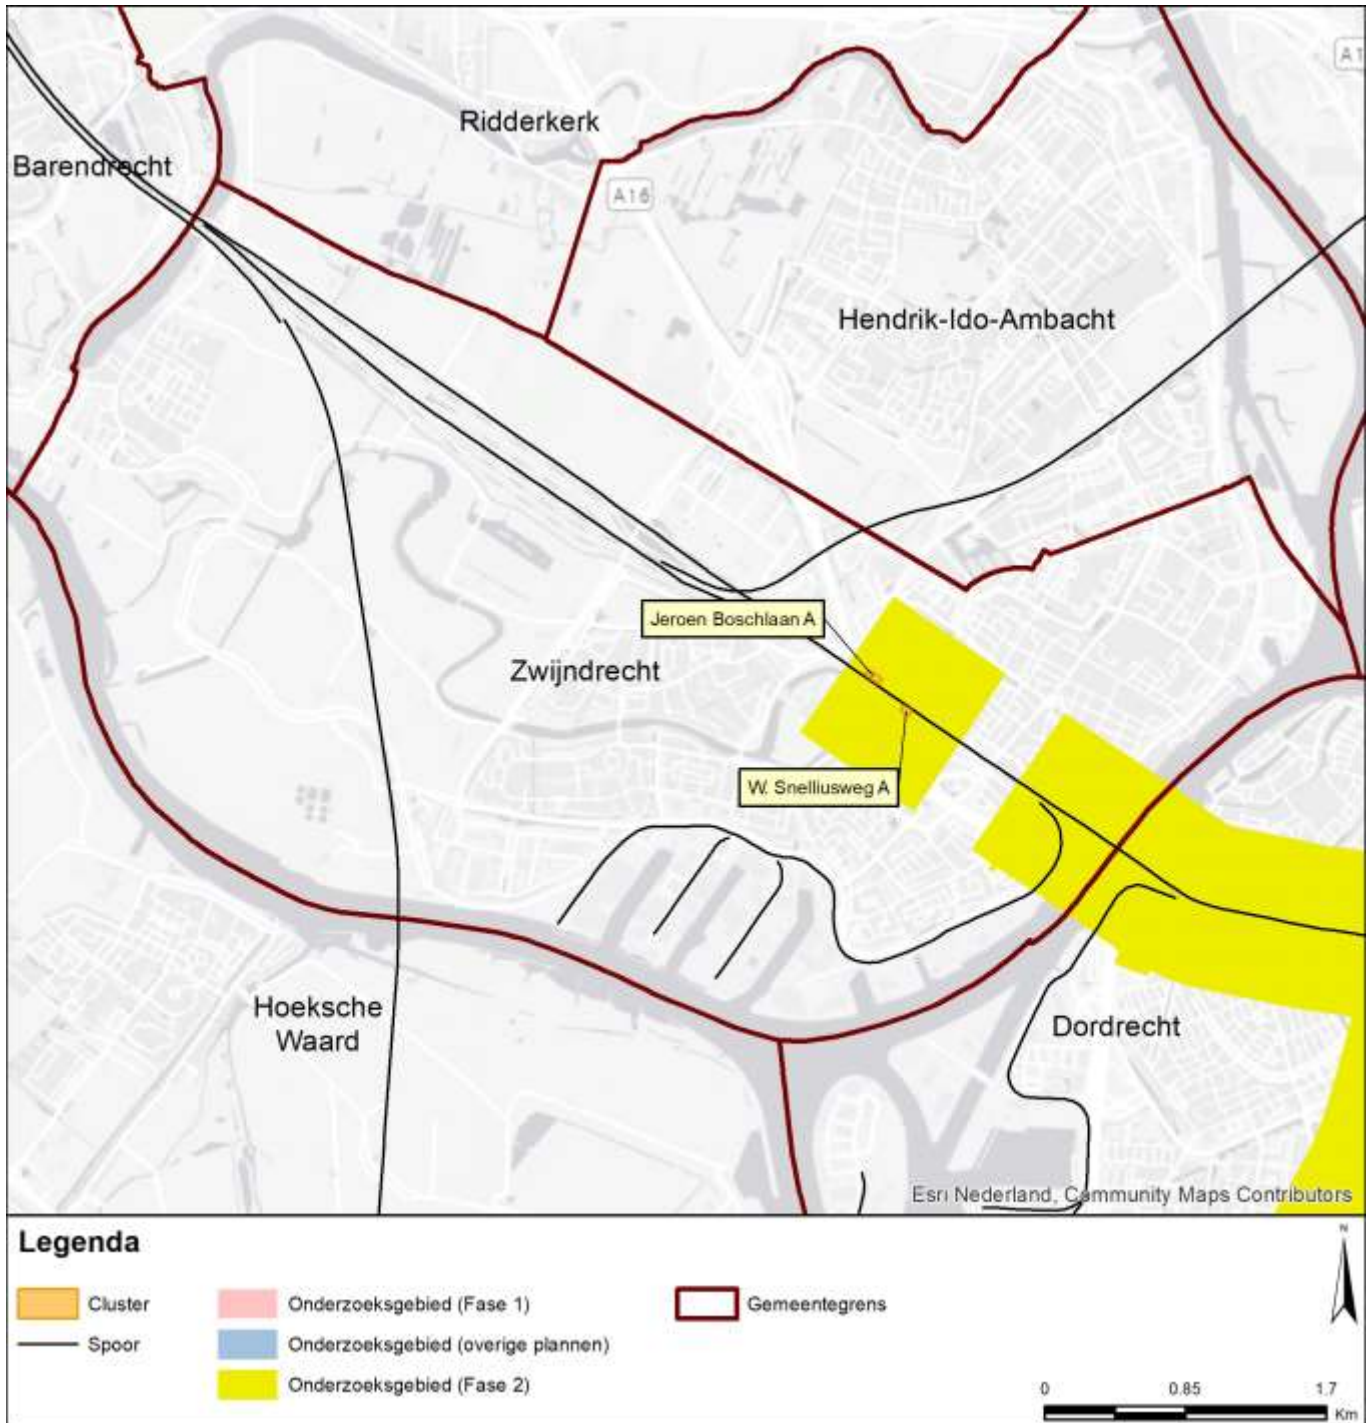 A1
Ridderkerk
Barendrecht
A16
Hendrik-Ido-Ambacht
Jeroen Boschlaan A
Zwijndrecht
W. Snelliusweg A
Hoeksche
Waard
Dordrecht
Esri Nederland, Community Maps Contributors
Legenda
N
Cluster
Onderzoeksgebied (Fase 1)
Gemeentegrens
Spoor
Onderzoeksgebied (overige plannen)
Onderzoeksgebied (Fase 2)
0 0.85 1.7
Km